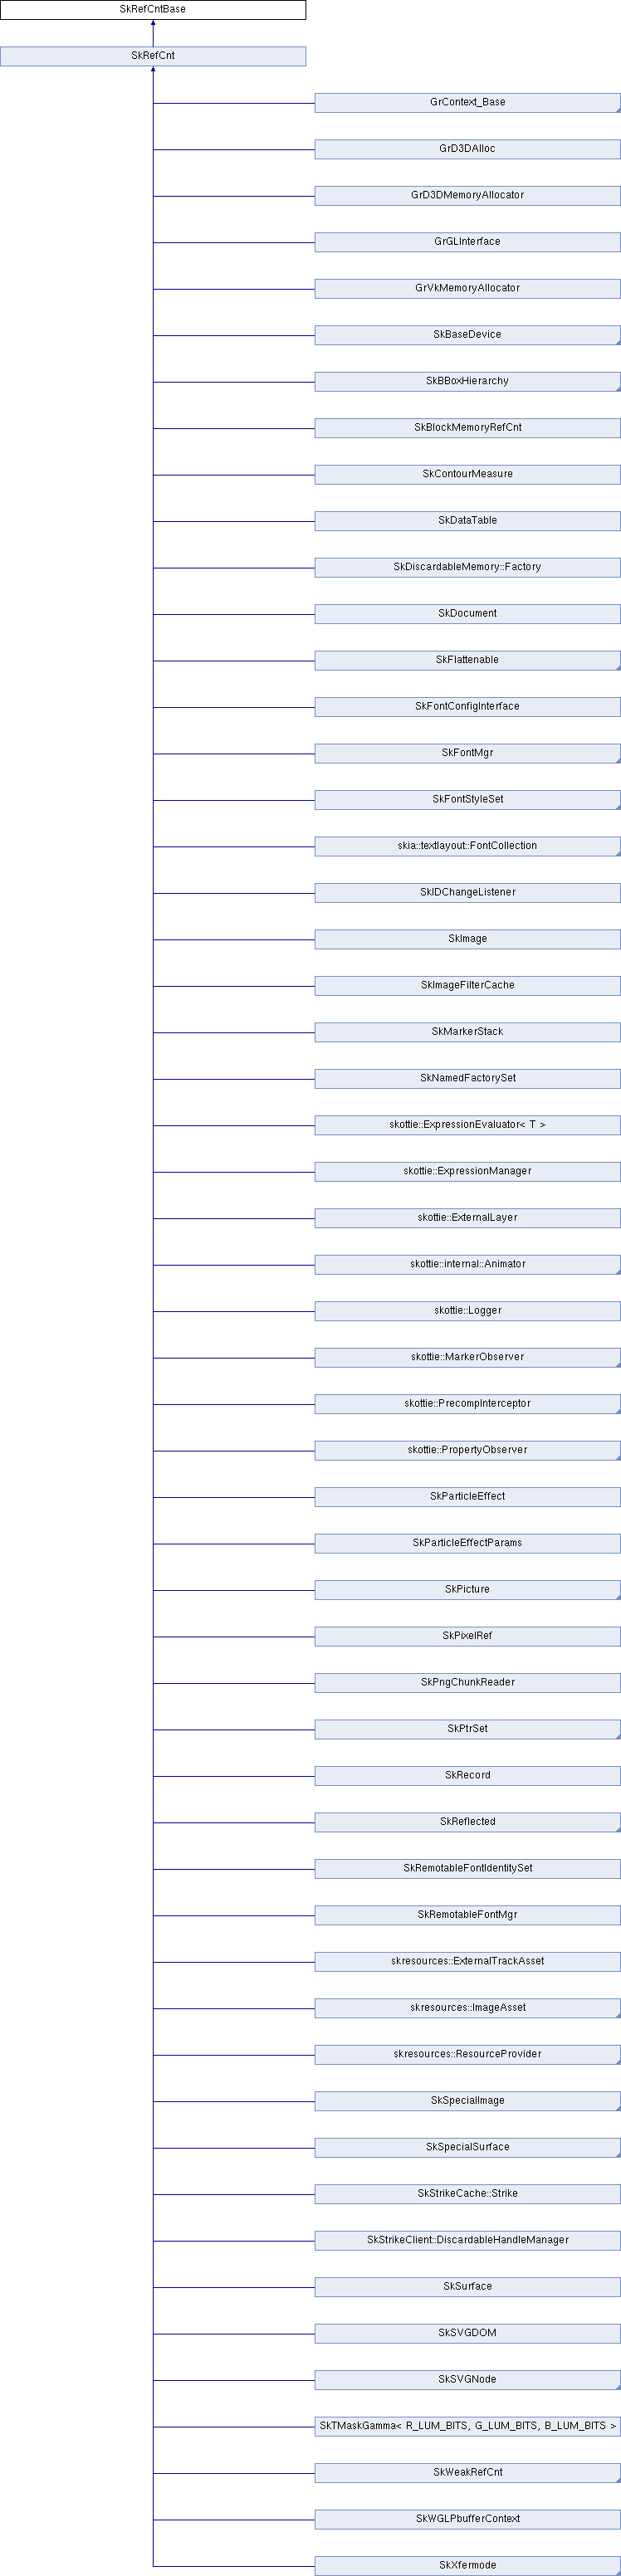 SkRefCntBase
SkRefCnt
GrContext_Base
GrD3DAlloc
GrD3DMemoryAllocator
GrGLInterface
GrVkMemoryAllocator
SkBaseDevice
SkBBoxHierarchy
SkBlockMemoryRefCnt
SkContourMeasure
SkDataTable
SkDiscardableMemory::Factory
SkDocument
SkFlattenable
SkFontConfigInterface
SkFontMgr
SkFontStyleSet
skia::textlayout::FontCollection
SkIDChangeListener
SkImage
SkImageFilterCache
SkMarkerStack
SkNamedFactorySet
skottie::ExpressionEvaluator< T >
skottie::ExpressionManager
skottie::ExternalLayer
skottie::internal::Animator
skottie::Logger
skottie::MarkerObserver
skottie::PrecompInterceptor
skottie::PropertyObserver
SkParticleEffect
SkParticleEffectParams
SkPicture
SkPixelRef
SkPngChunkReader
SkPtrSet
SkRecord
SkReflected
SkRemotableFontIdentitySet
SkRemotableFontMgr
skresources::ExternalTrackAsset
skresources::ImageAsset
skresources::ResourceProvider
SkSpecialImage
SkSpecialSurface
SkStrikeCache::Strike
SkStrikeClient::DiscardableHandleManager
SkSurface
SkSVGDOM
SkSVGNode
SkTMaskGamma< R_LUM_BITS, G_LUM_BITS, B_LUM_BITS >
SkWeakRefCnt
SkWGLPbufferContext
SkXfermode